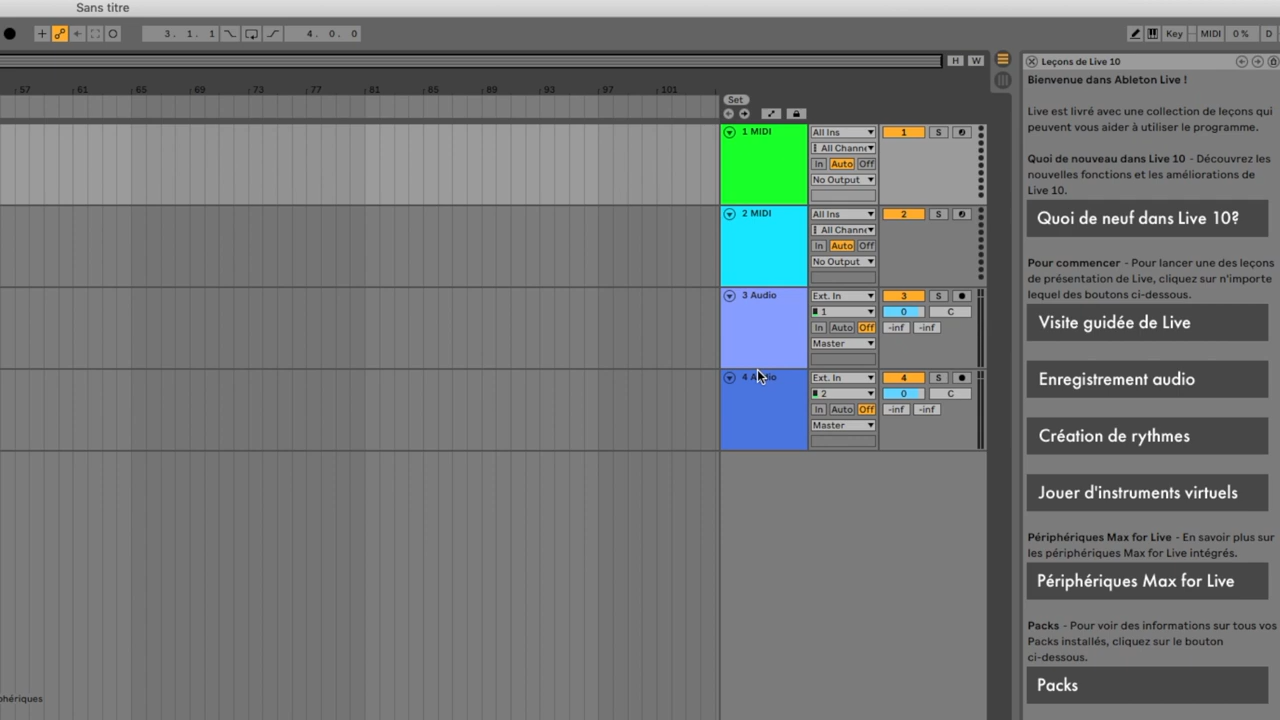 Sans titre
3. 1. 1
4. 0. 0
Key
MIDI
0 %
D
H
W
57
61
65
69
73
77
81
85
89
93
97
101
Set
1 MIDI
All Ins
1
S
All Channe
In Auto Off
No Output
2 MIDI
All Ins
2
S
All Channe
In Auto Off
No Output
3 Audio
Ext. In
3
S
1
0
C
In Auto Off
-inf
-inf
Master
4
Ext. In
4
S
2
0
C
In Auto Off
-inf
-inf
Master
phériques
Leçons de Live 10
Bienvenue dans Ableton Live !
Live est livré avec une collection de leçons qui
peuvent vous aider à utiliser le programme.
Quoi de nouveau dans Live 10 - Découvrez les
nouvelles fonctions et les améliorations de
Live 10.
Quoi de neuf dans Live 10?
Pour commencer - Pour lancer une des leçons
de présentation de Live, cliquez sur n'importe
lequel des boutons ci-dessous.
Visite guidée de Live
Enregistrement audio
Création de rythmes
Jouer d'instruments virtuels
Périphériques Max for Live - En savoir plus sur
les périphériques Max for Live intégrés.
Périphériques Max for Live
Packs - Pour voir des informations sur tous vos
Packs installés, cliquez sur le bouton
ci-dessous.
Packs